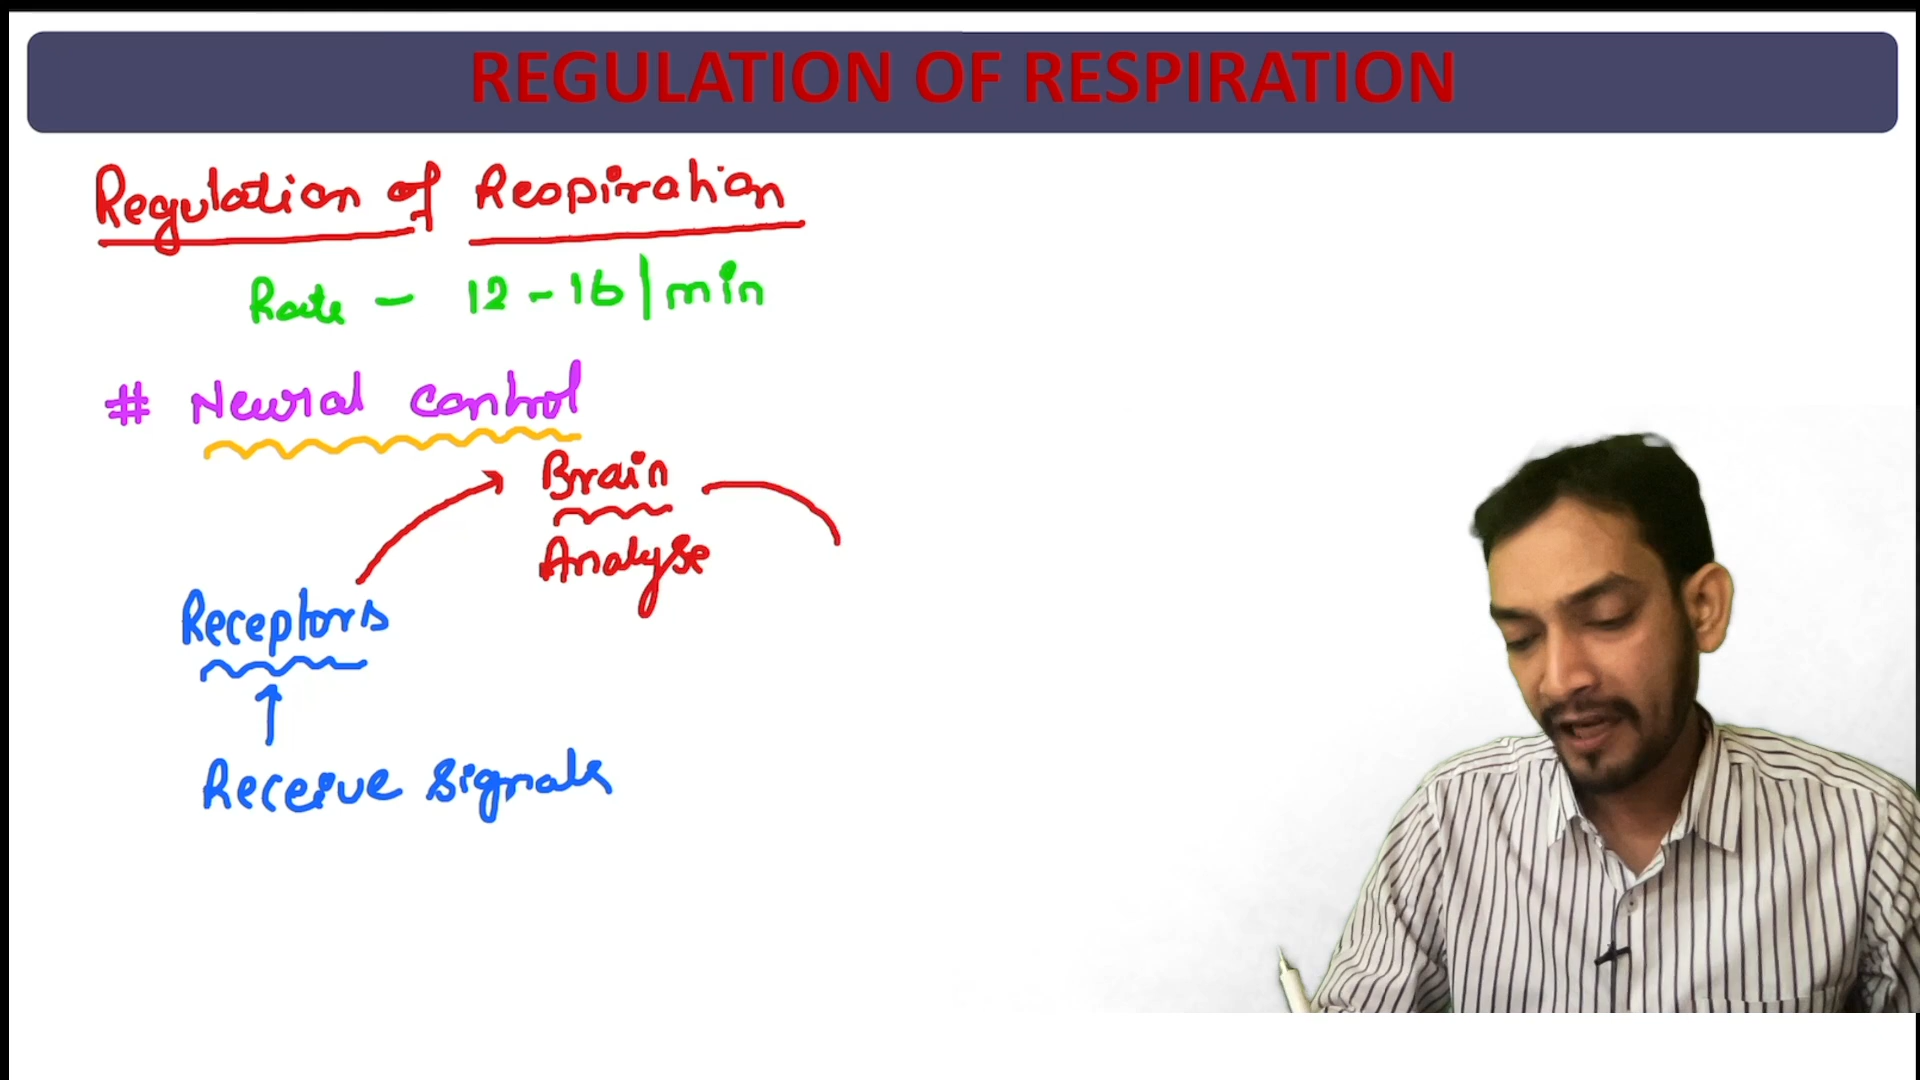 REGULATION OF RESPIRATION
Regulation of Respiration
Rate - 12-16/min
# Neural control
Brain
Analyse
Receptors
Receive signals